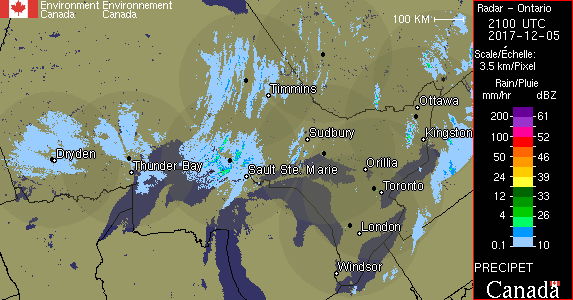 Environment Environnement
Canada Canada
100 KM
Timmins
Ottawa
Sudbury
Kingston
Dryden
Thunder Bay
Sault Ste. Marie
Orillia
Toronto
London
Windsor
Radar - Ontario
2100 UTC
2017-12-05
Scale/Échelle:
3.5 km/Pixel
Rain/Pluie
mm/hr dBZ
200 61
100 52
50 46
24 39
12 33
4 26
0.1 10
PRECIPET
Canada